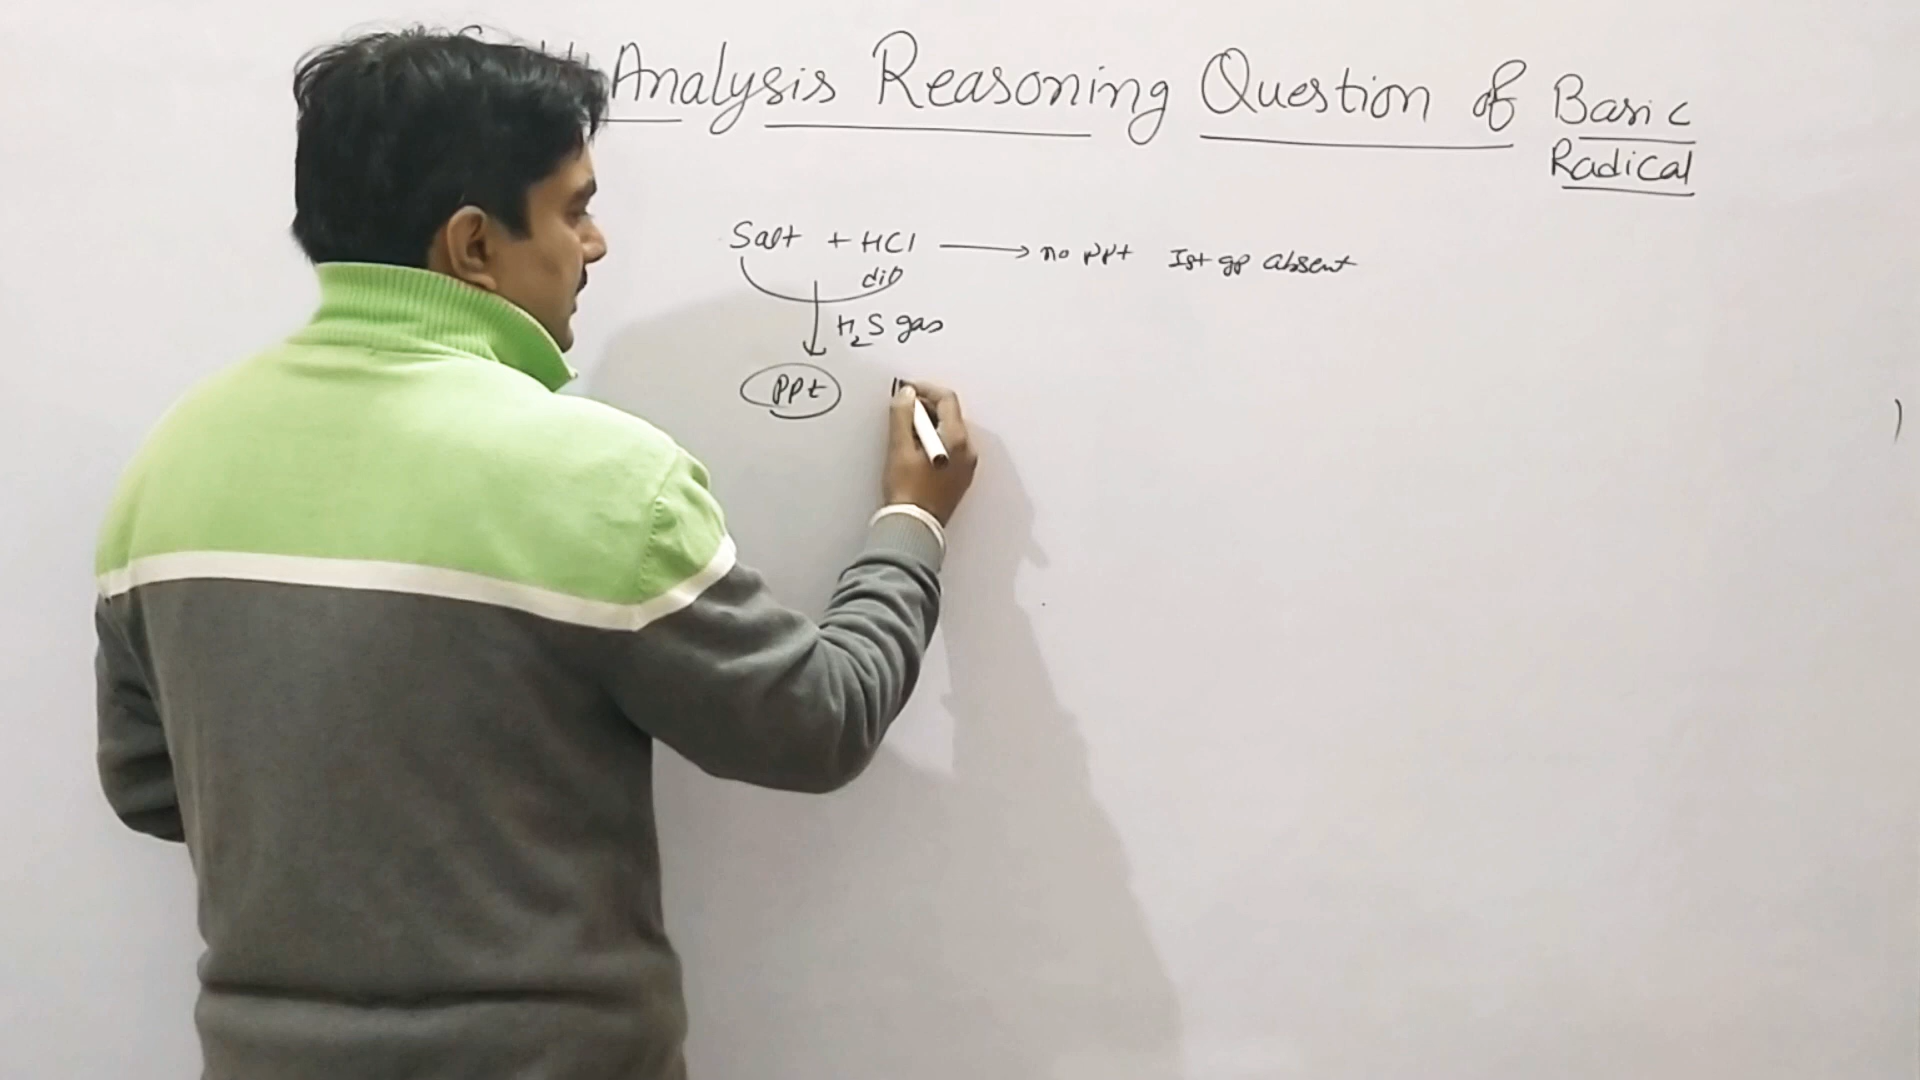 Analysis Reasoning Question of Basic
Radical
Salt + HCl ⟶ no ppt Ist gp absent
dil
H₂S gas
ppt